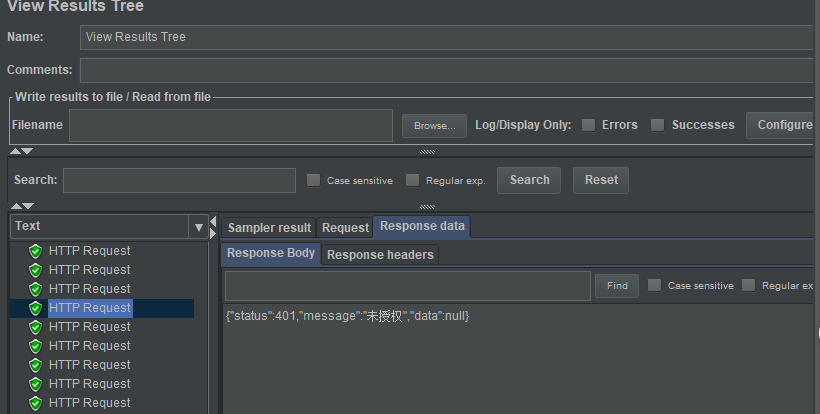 View Results Tree
Name: View Results Tree
Comments:
Write results to file / Read from file
Filename Browse... Log/Display Only: Errors Successes Configure
Search: Case sensitive Regular exp. Search Reset
Text
Sampler result Request Response data
HTTP Request
Response Body Response headers
HTTP Request
HTTP Request
Find Case sensitive Regular ex
HTTP Request
{"status":401,"message":"未授权","data":null}
HTTP Request
HTTP Request
HTTP Request
HTTP Request
HTTP Request